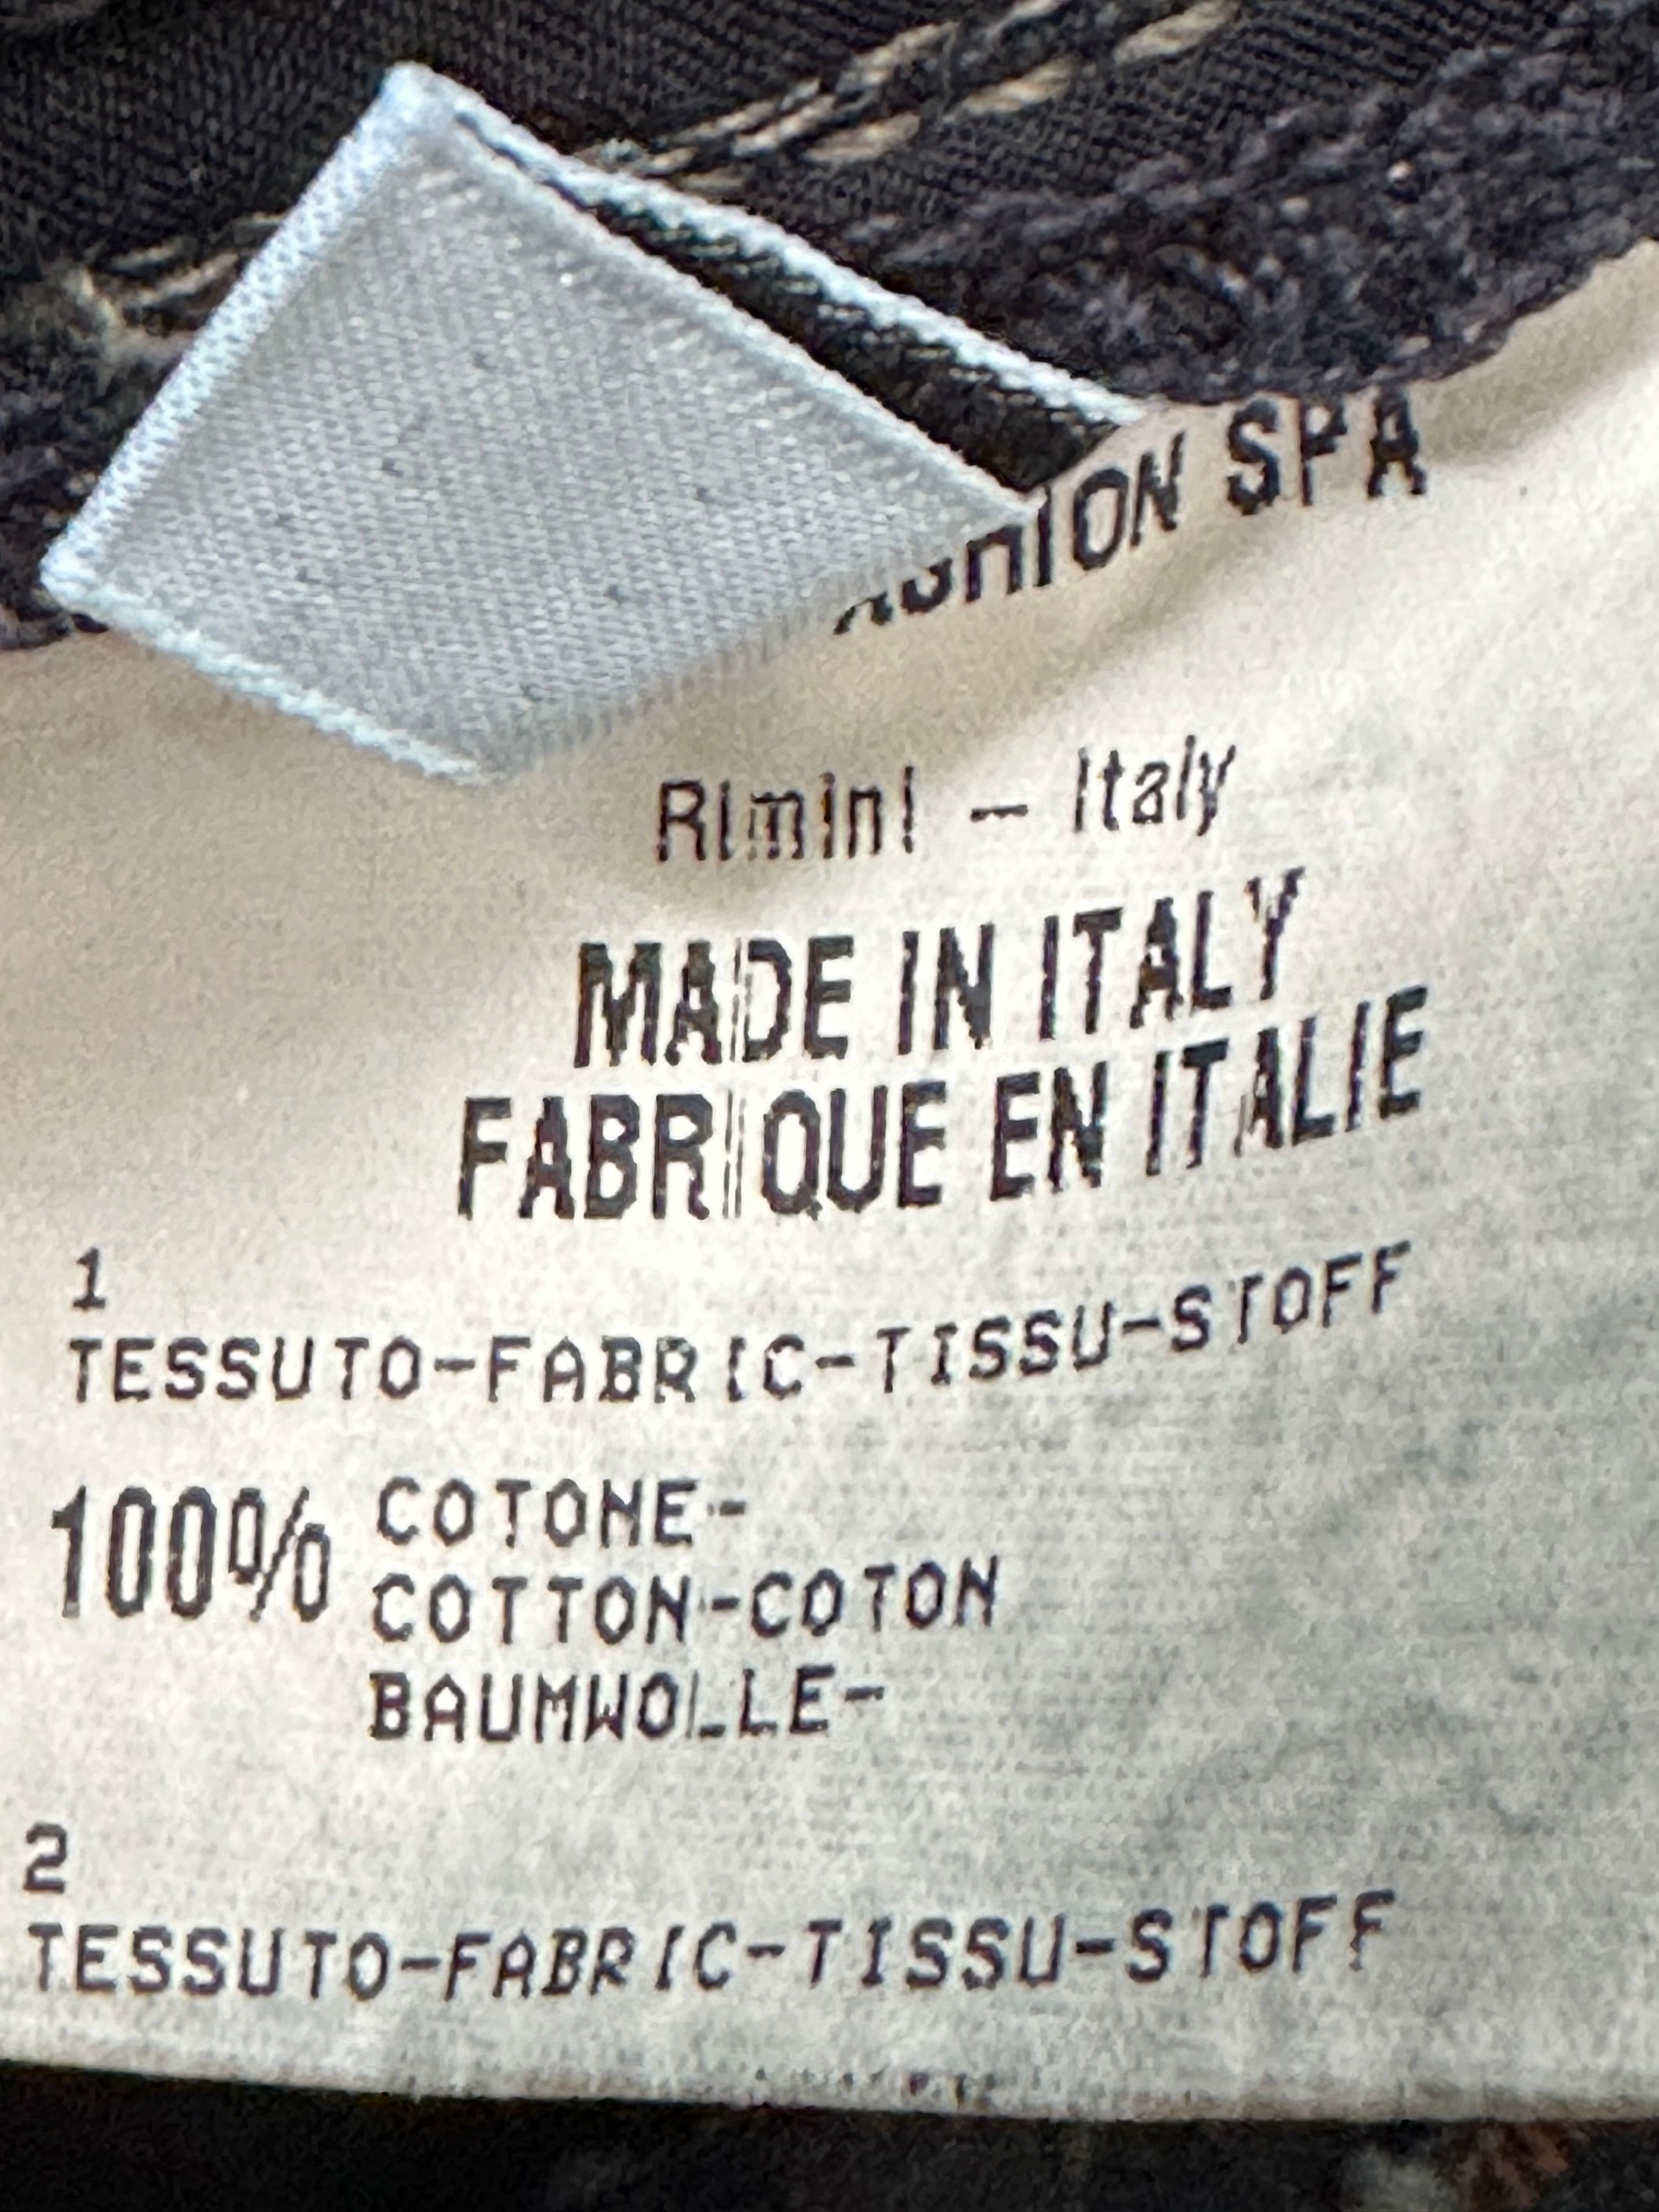 FASHION SPA
Rimini - Italy
MADE IN ITALY
FABRIQUE EN ITALIE
1
TESSUTO-FABRIC-TISSU-STOFF
100% COTONE-
COTTON-COTON
BAUMWOLLE-
2
TESSUTO-FABRIC-TISSU-STOFF